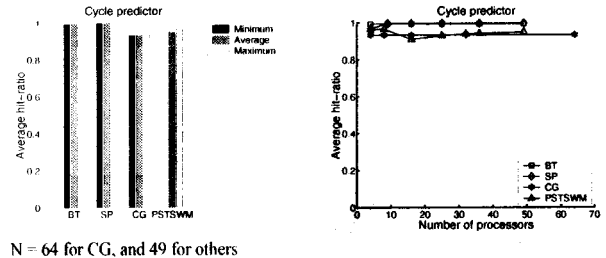 Cycle predictor
Average hit-ratio
1
0.8
0.6
0.4
0.2
0
BT SP CG PSTSWM
Minimum
Average
Maximum
N = 64 for CG, and 49 for others
Cycle predictor
Average hit-ratio
1
0.8
0.6
0.4
0.2
0
0 10 20 30 40 50 60 70
Number of processors
BT
SP
CG
PSTSWM